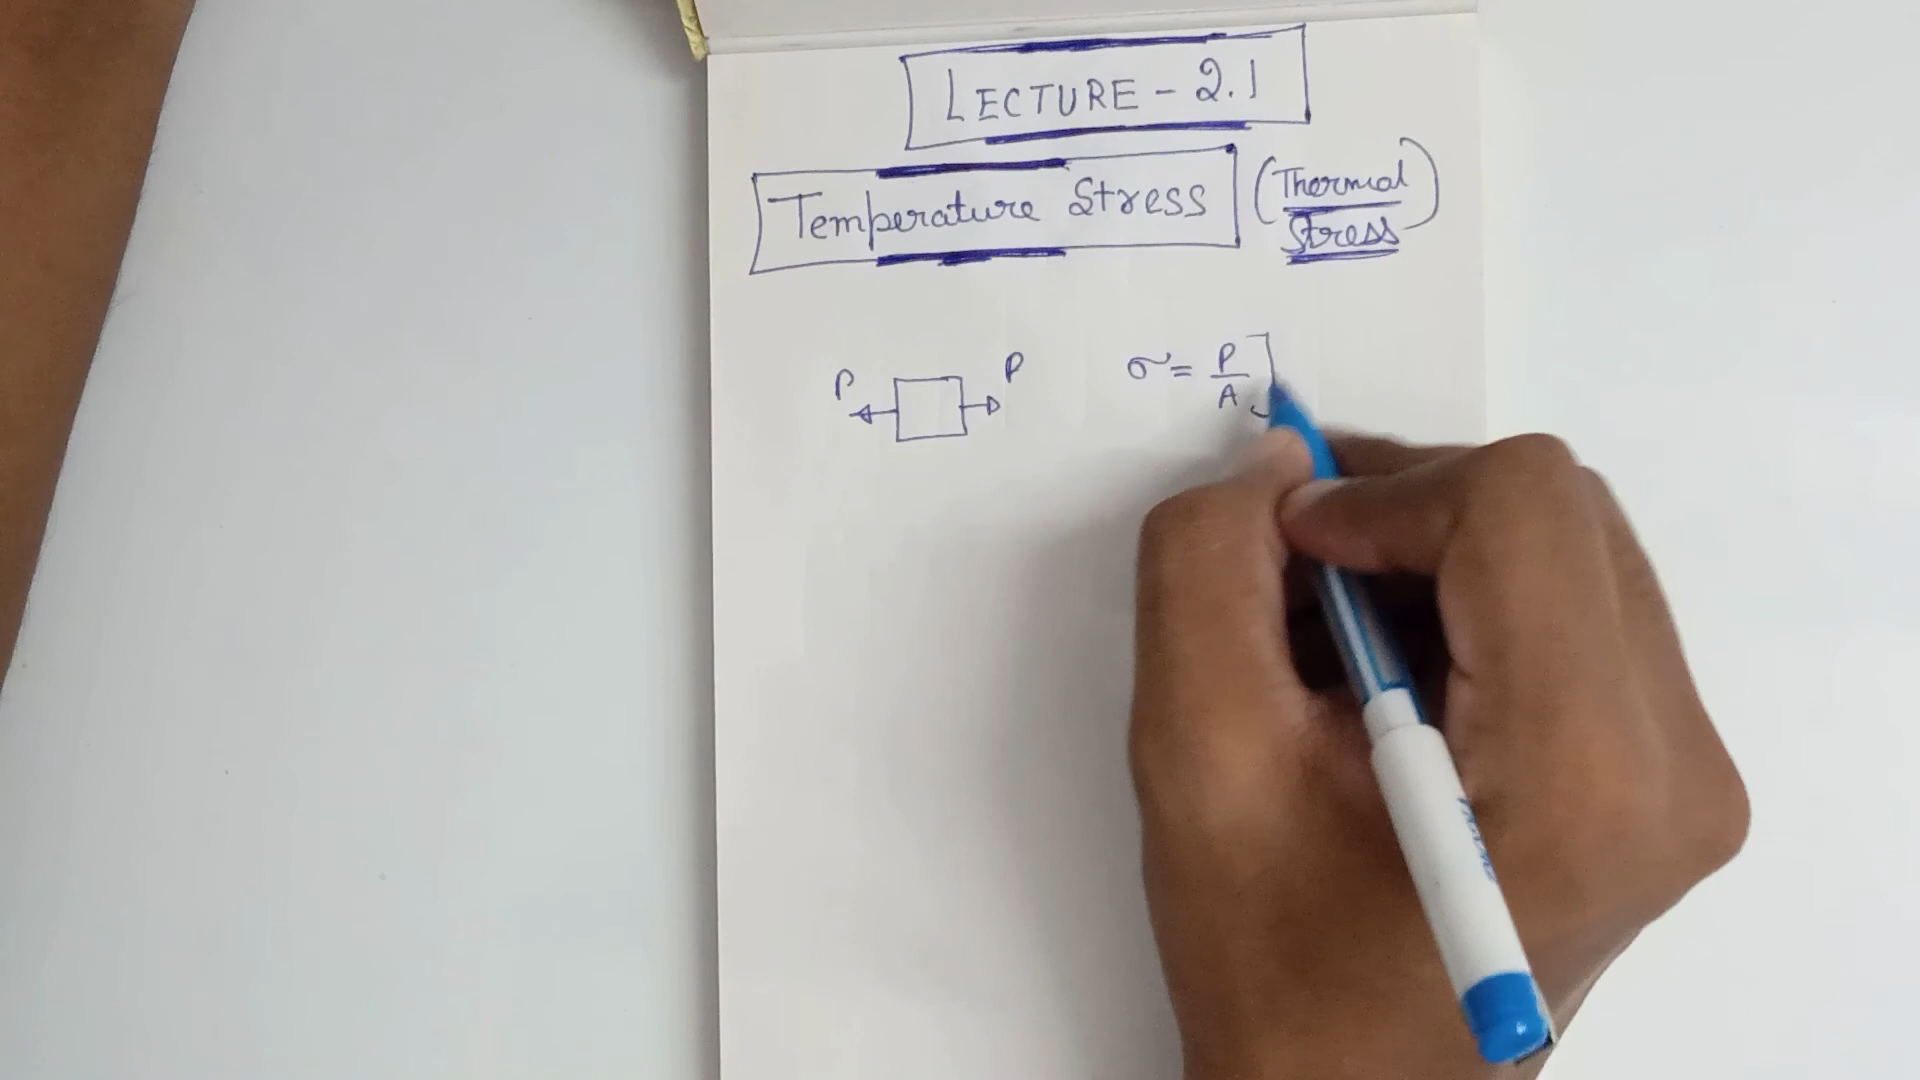 LECTURE - 2.1
Temperature Stress (Thermal Stress)
P P
σ = P/A